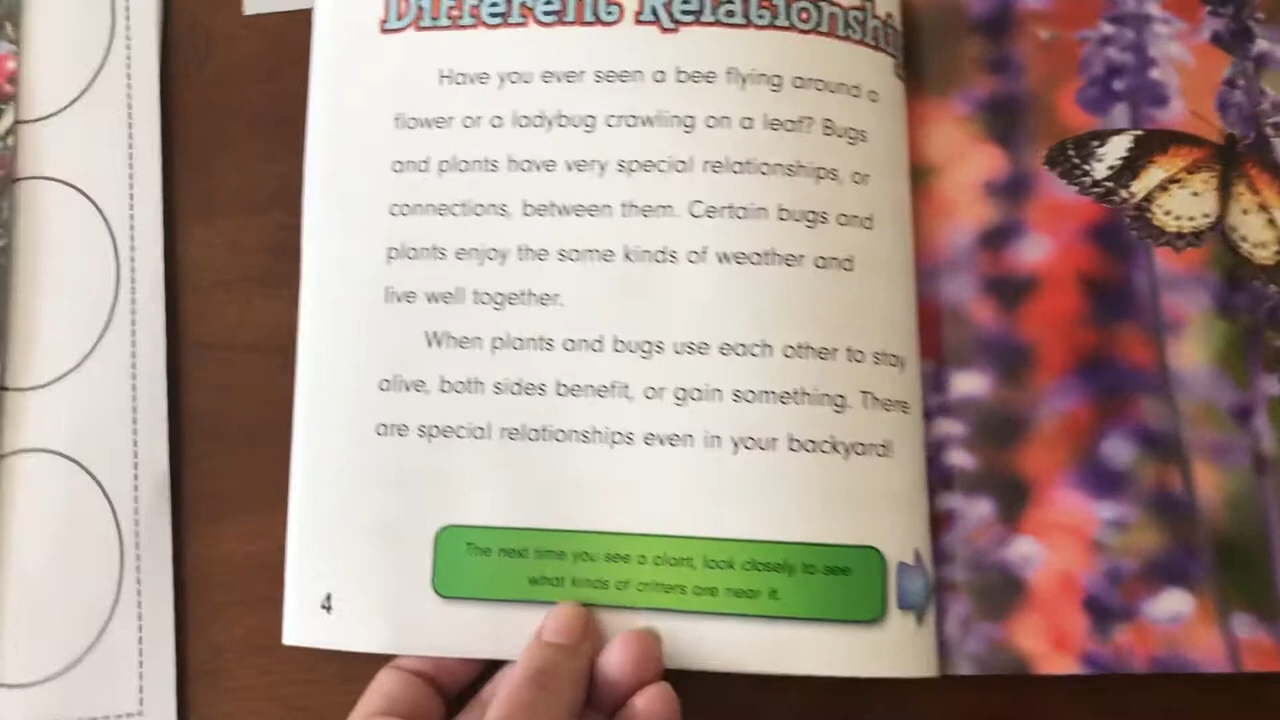 Different Relationshi
Have you ever seen a bee flying around a
flower or a ladybug crawling on a leaf? Bugs
and plants have very special relationships, or
connections, between them. Certain bugs and
plants enjoy the same kinds of weather and
live well together.
When plants and bugs use each other to stay
alive, both sides benefit, or gain something. There
are special relationships even in your backyard!
The next time you see a plant, look closely to see
what kinds of critters are near it.
4